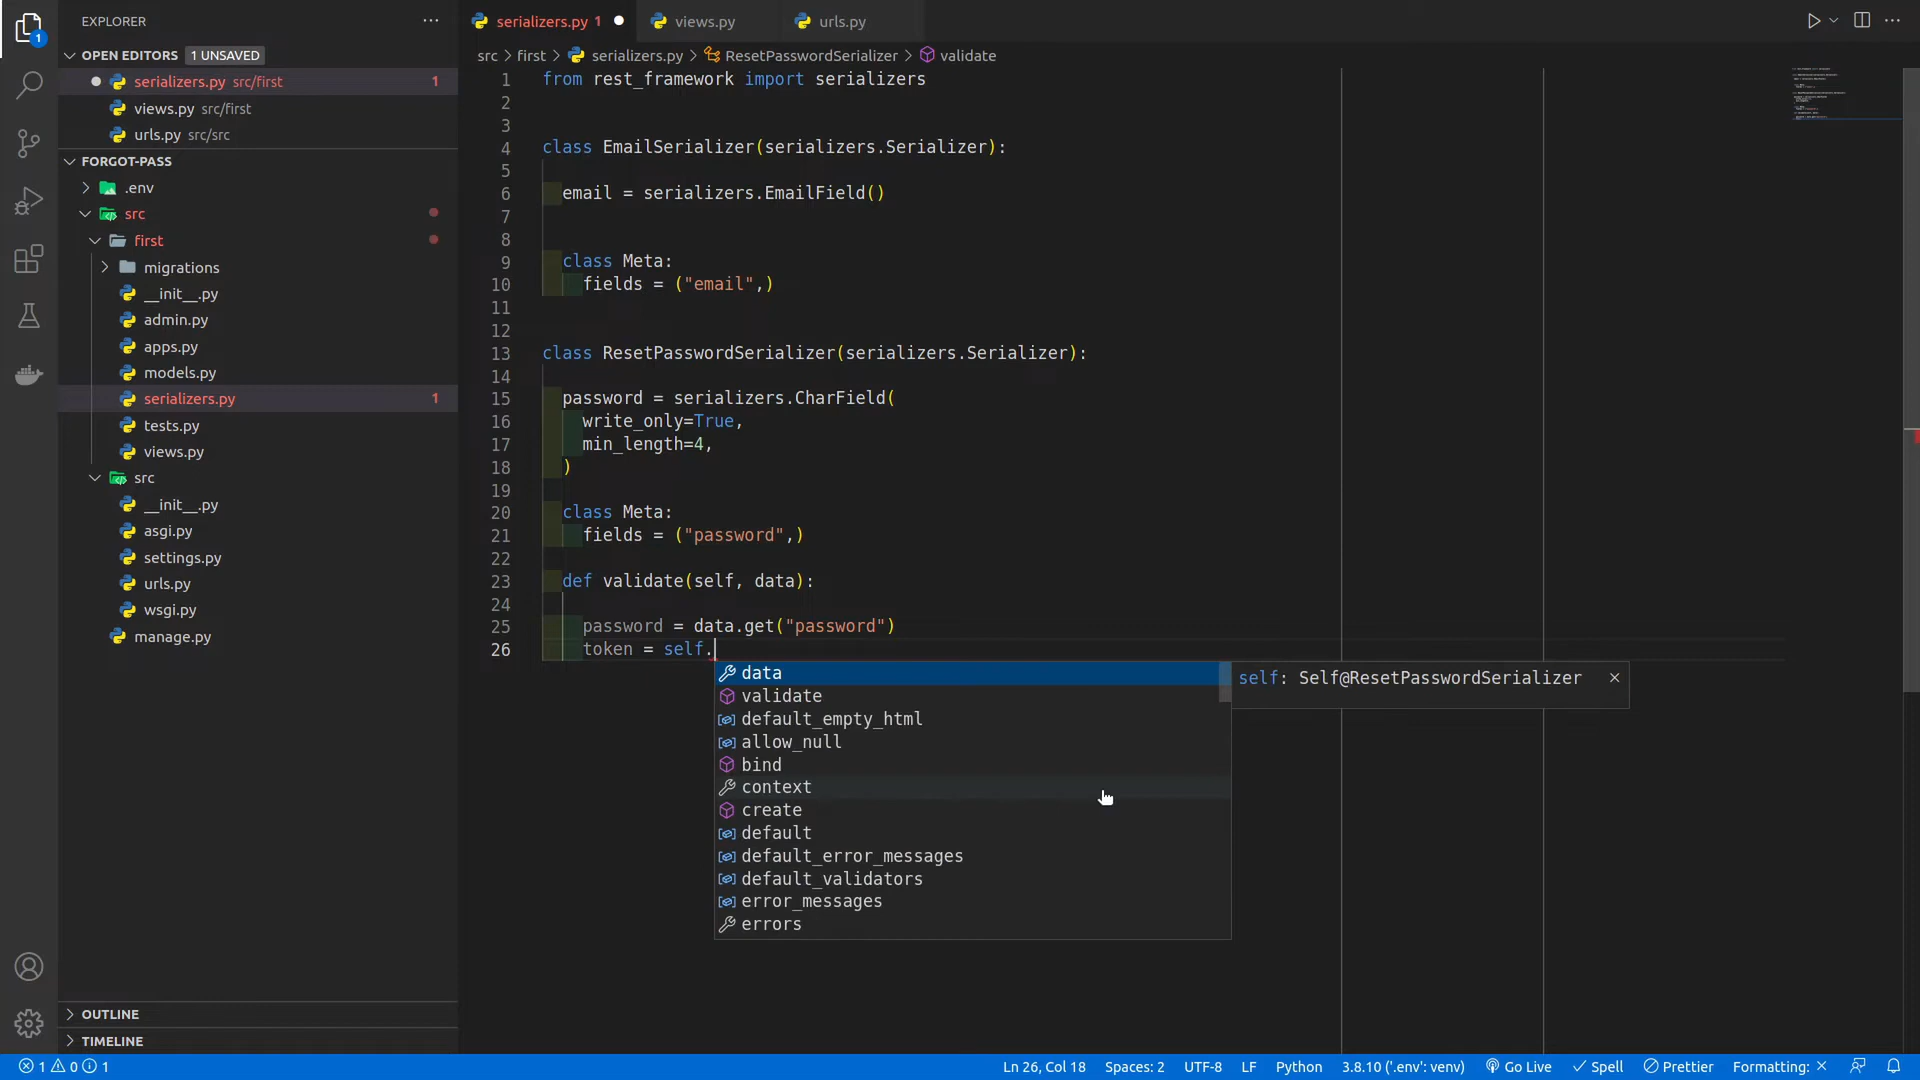 EXPLORER
serializers.py 1
views.py
urls.py
OPEN EDITORS 1 UNSAVED
src first serializers.py ResetPasswordSerializer validate
serializers.py src/first 1
views.py src/first
urls.py src/src
FORGOT-PASS
.env
src
first
migrations
__init__.py
admin.py
apps.py
models.py
serializers.py 1
tests.py
views.py
src
__init__.py
asgi.py
settings.py
urls.py
wsgi.py
manage.py
OUTLINE
TIMELINE
1
1 from rest_framework import serializers
2
3
4 class EmailSerializer(serializers.Serializer):
5
6 email = serializers.EmailField()
7
8
9 class Meta:
10 fields = ("email",)
11
12
13 class ResetPasswordSerializer(serializers.Serializer):
14
15 password = serializers.CharField(
16 write_only=True,
17 min_length=4,
18 )
19
20 class Meta:
21 fields = ("password",)
22
23 def validate(self, data):
24
25 password = data.get("password")
26 token = self.
data
validate
default_empty_html
allow_null
bind
context
create
default
default_error_messages
default_validators
error_messages
errors
self: Self@ResetPasswordSerializer
1 0 1
Ln 26, Col 18 Spaces: 2 UTF-8 LF Python 3.8.10 ('.env': venv) Go Live Spell Prettier Formatting: